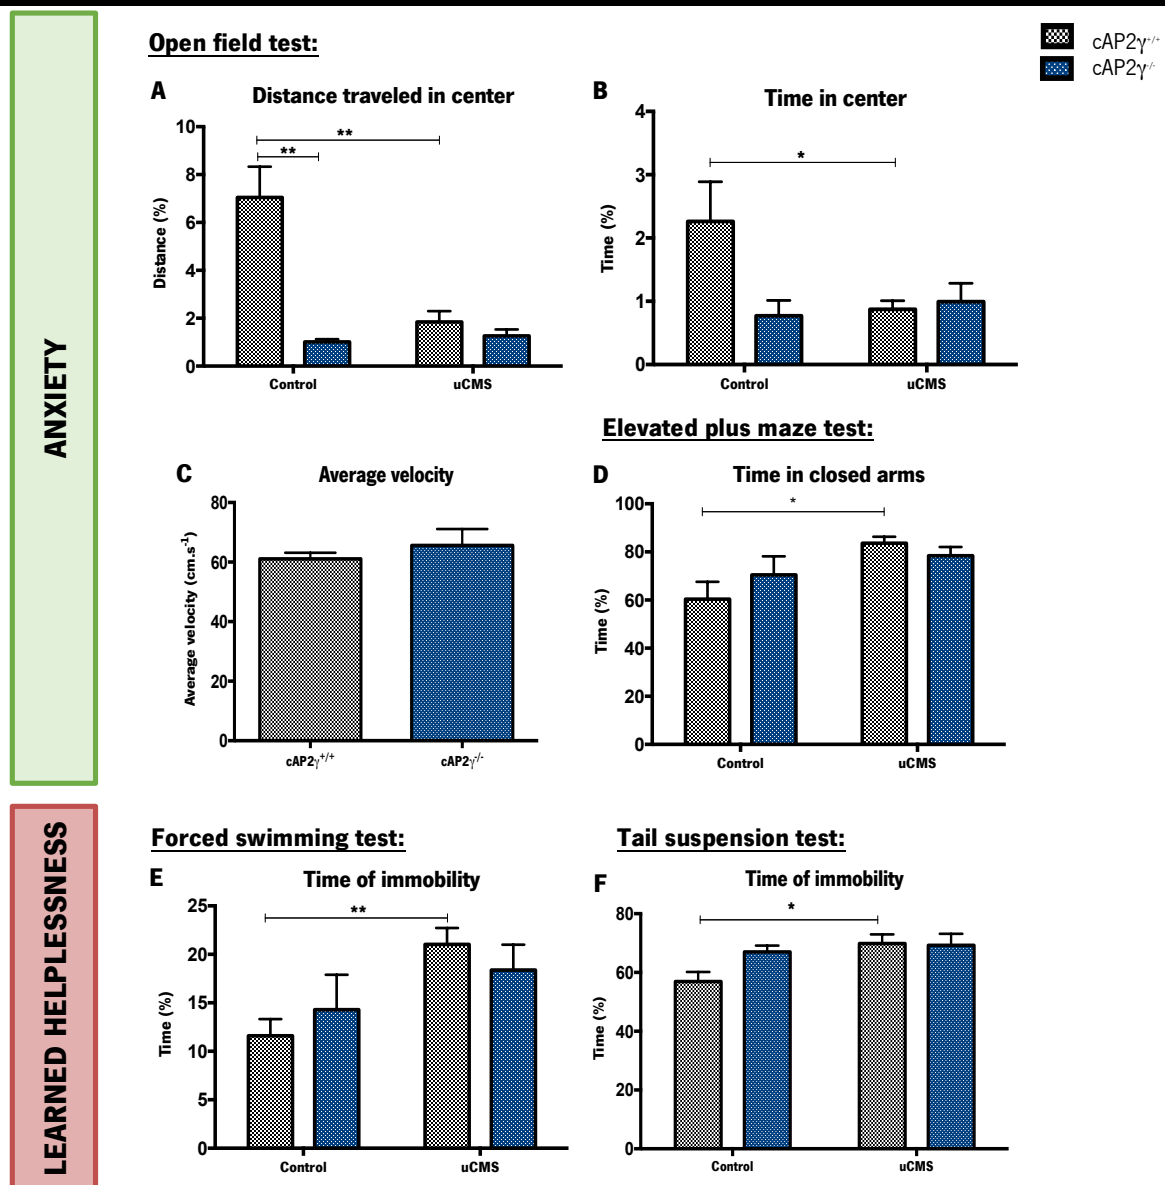 Open field test:
cAP2γ+/+
cAP2γ-/-
A
Distance traveled in center
**
**
10
8
6
4
2
0
Distance (%)
Control
uCMS
B
Time in center
*
4
3
2
1
0
Time (%)
Control
uCMS
ANXIETY
Elevated plus maze test:
C
Average velocity
80
60
40
20
0
Average velocity (cm.s-1)
cAP2γ+/+
cAP2γ-/-
D
Time in closed arms
*
100
80
60
40
20
0
Time (%)
Control
uCMS
LEARNED HELPLESSNESS
Forced swimming test:
E
Time of immobility
**
25
20
15
10
5
0
Time (%)
Control
uCMS
Tail suspension test:
F
Time of immobility
*
80
60
40
20
0
Time (%)
Control
uCMS